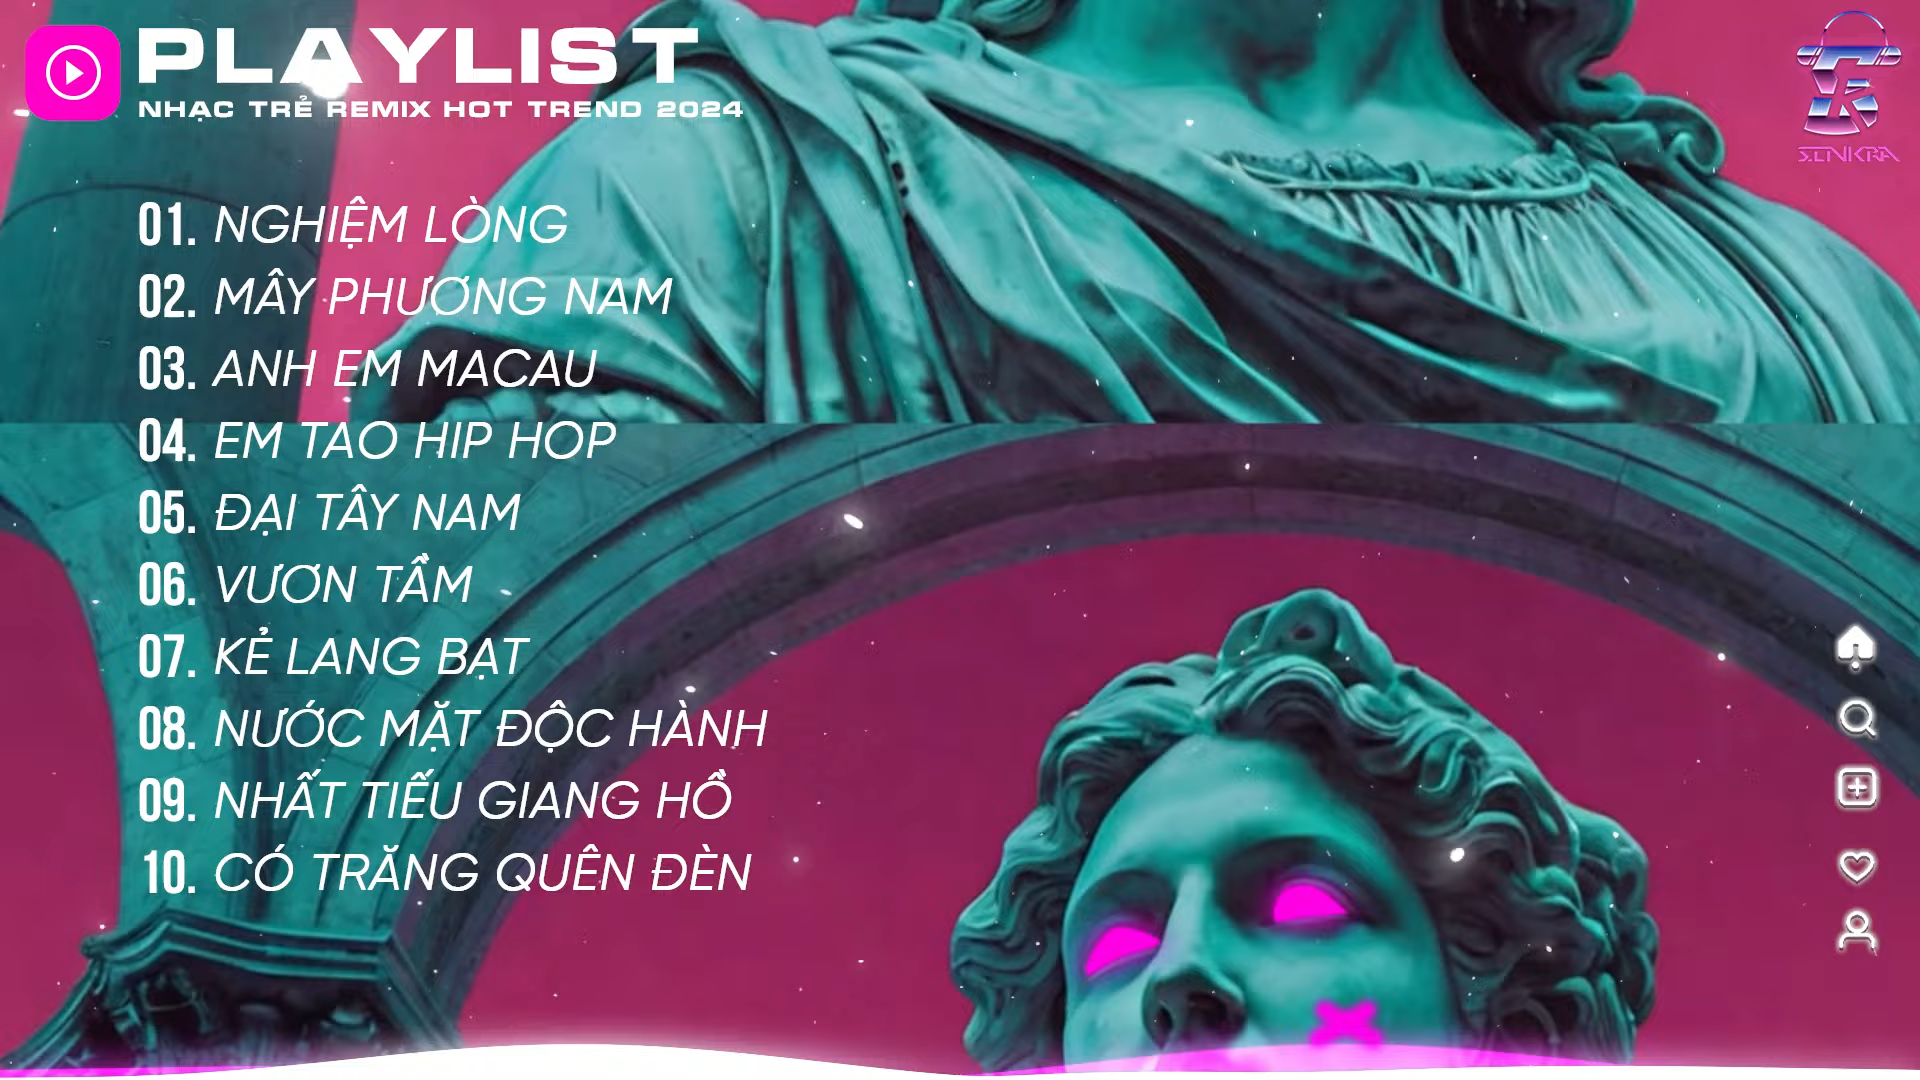 PLAYLIST
NHẠC TRẺ REMIX HOT TREND 2024
SENKRA
01. NGHIỆM LÒNG
02. MÂY PHƯƠNG NAM
03. ANH EM MACAU
04. EM TAO HIP HOP
05. ĐẠI TÂY NAM
06. VƯƠN TẦM
07. KẺ LANG BẠT
08. NƯỚC MẶT ĐỘC HÀNH
09. NHẤT TIẾU GIANG HỒ
10. CÓ TRĂNG QUÊN ĐÈN